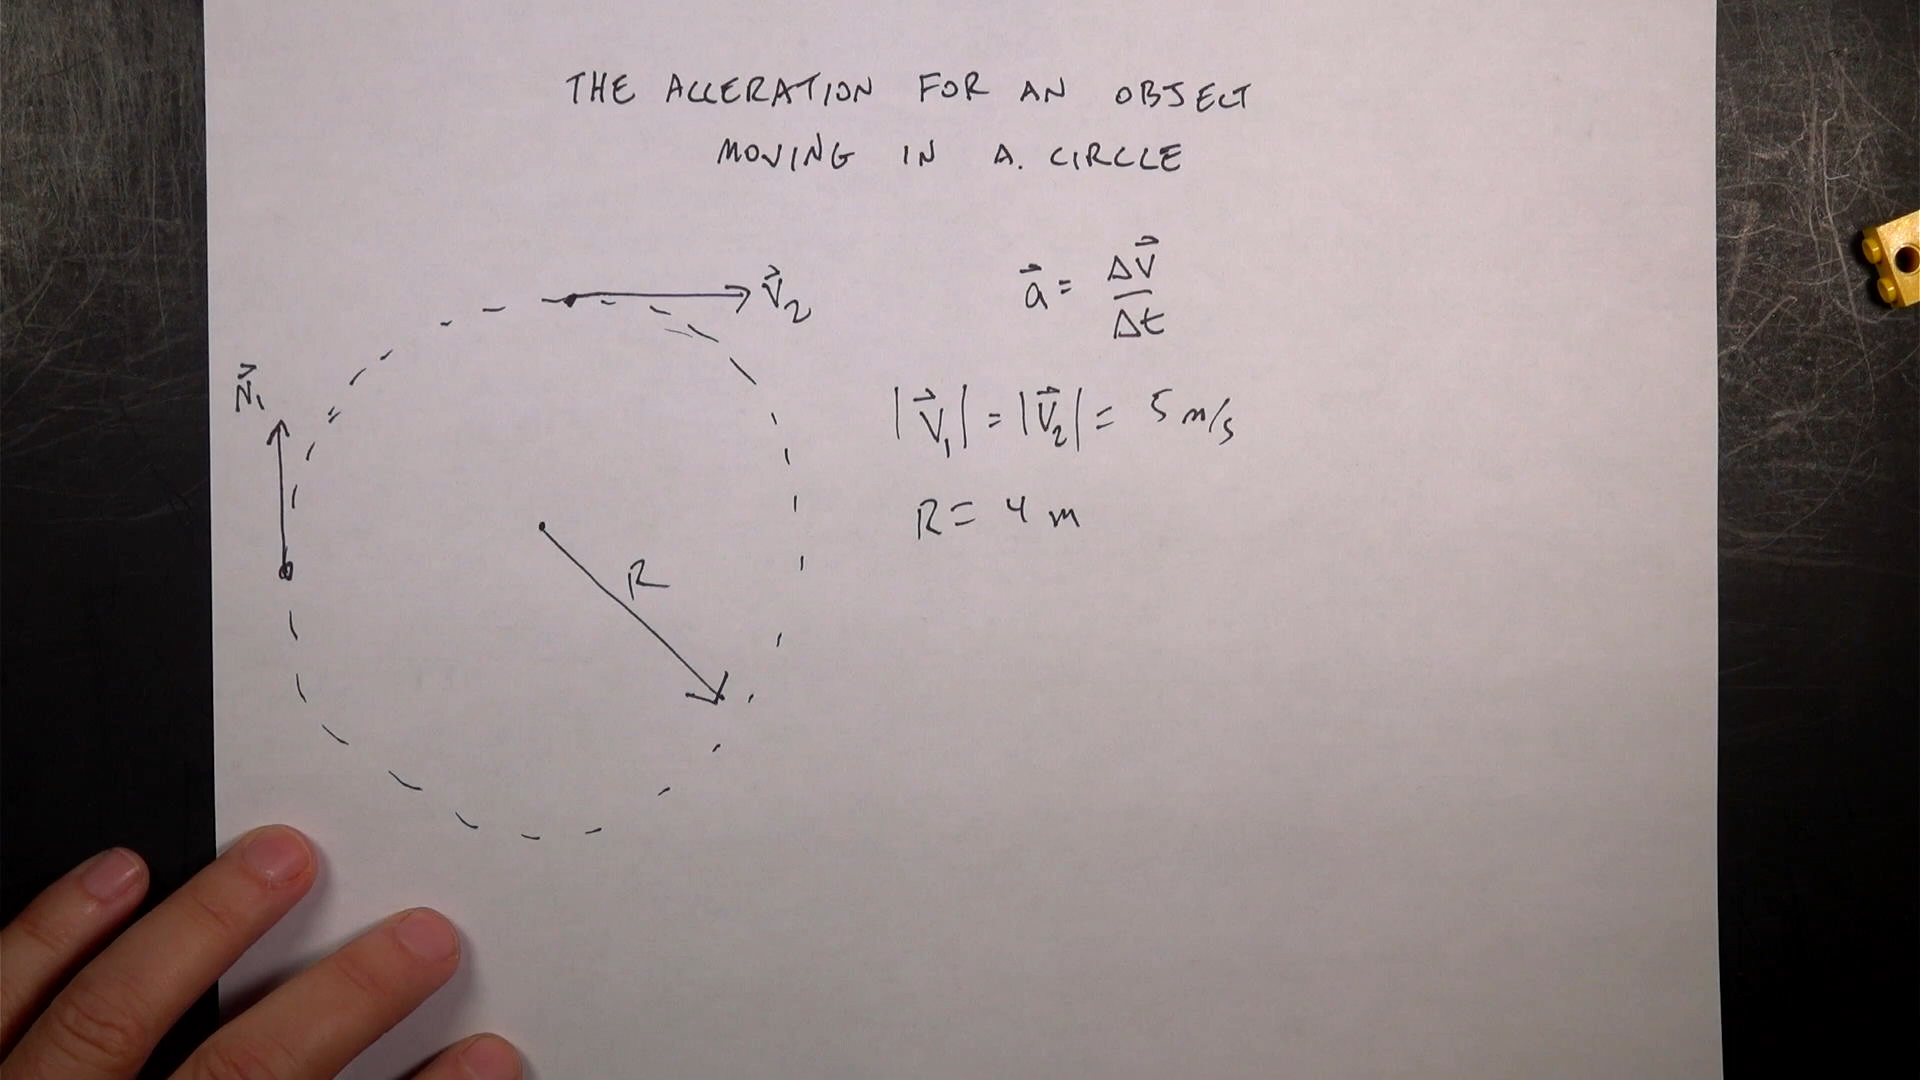 THE ACCERATION FOR AN OBJECT
MOVING IN A. CIRCLE
V⃗₂
a⃗ = ΔV⃗/Δt
V⃗₁
|V⃗₁| = |V⃗₂| = 5 m/s
R = 4 m
R